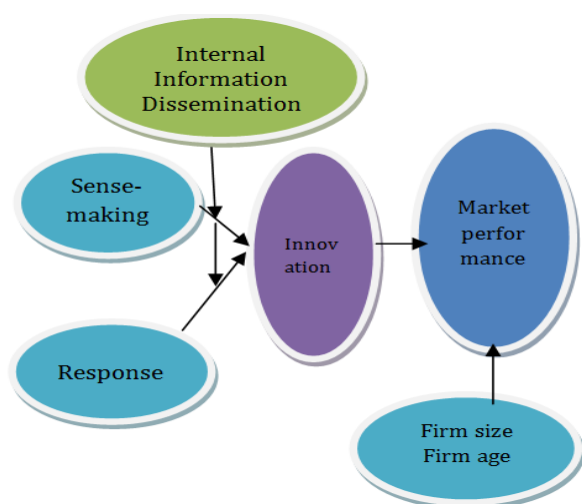 Internal
Information
Dissemination
Sense-
making
Innov
ation
Market
perfor
mance
Response
Firm size
Firm age